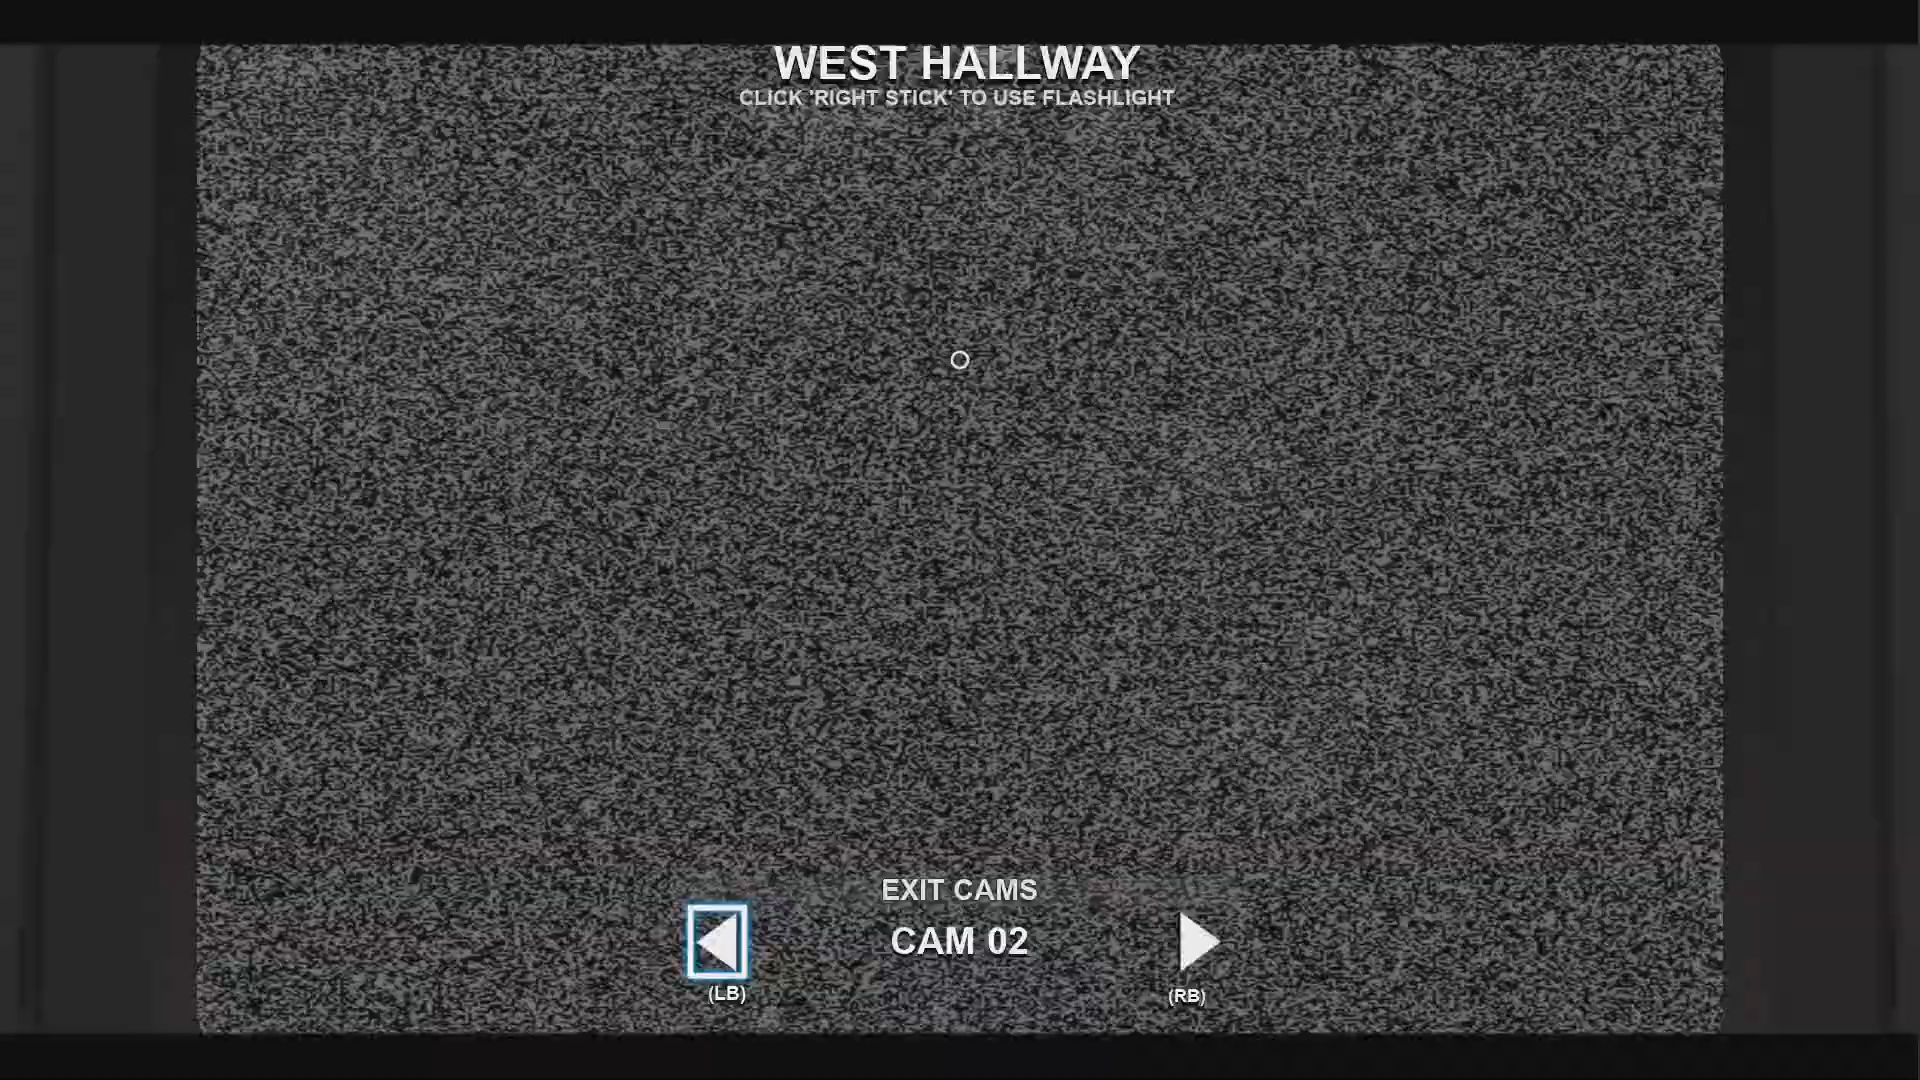 WEST HALLWAY
CLICK 'RIGHT STICK' TO USE FLASHLIGHT
EXIT CAMS
CAM 02
(LB)
(RB)